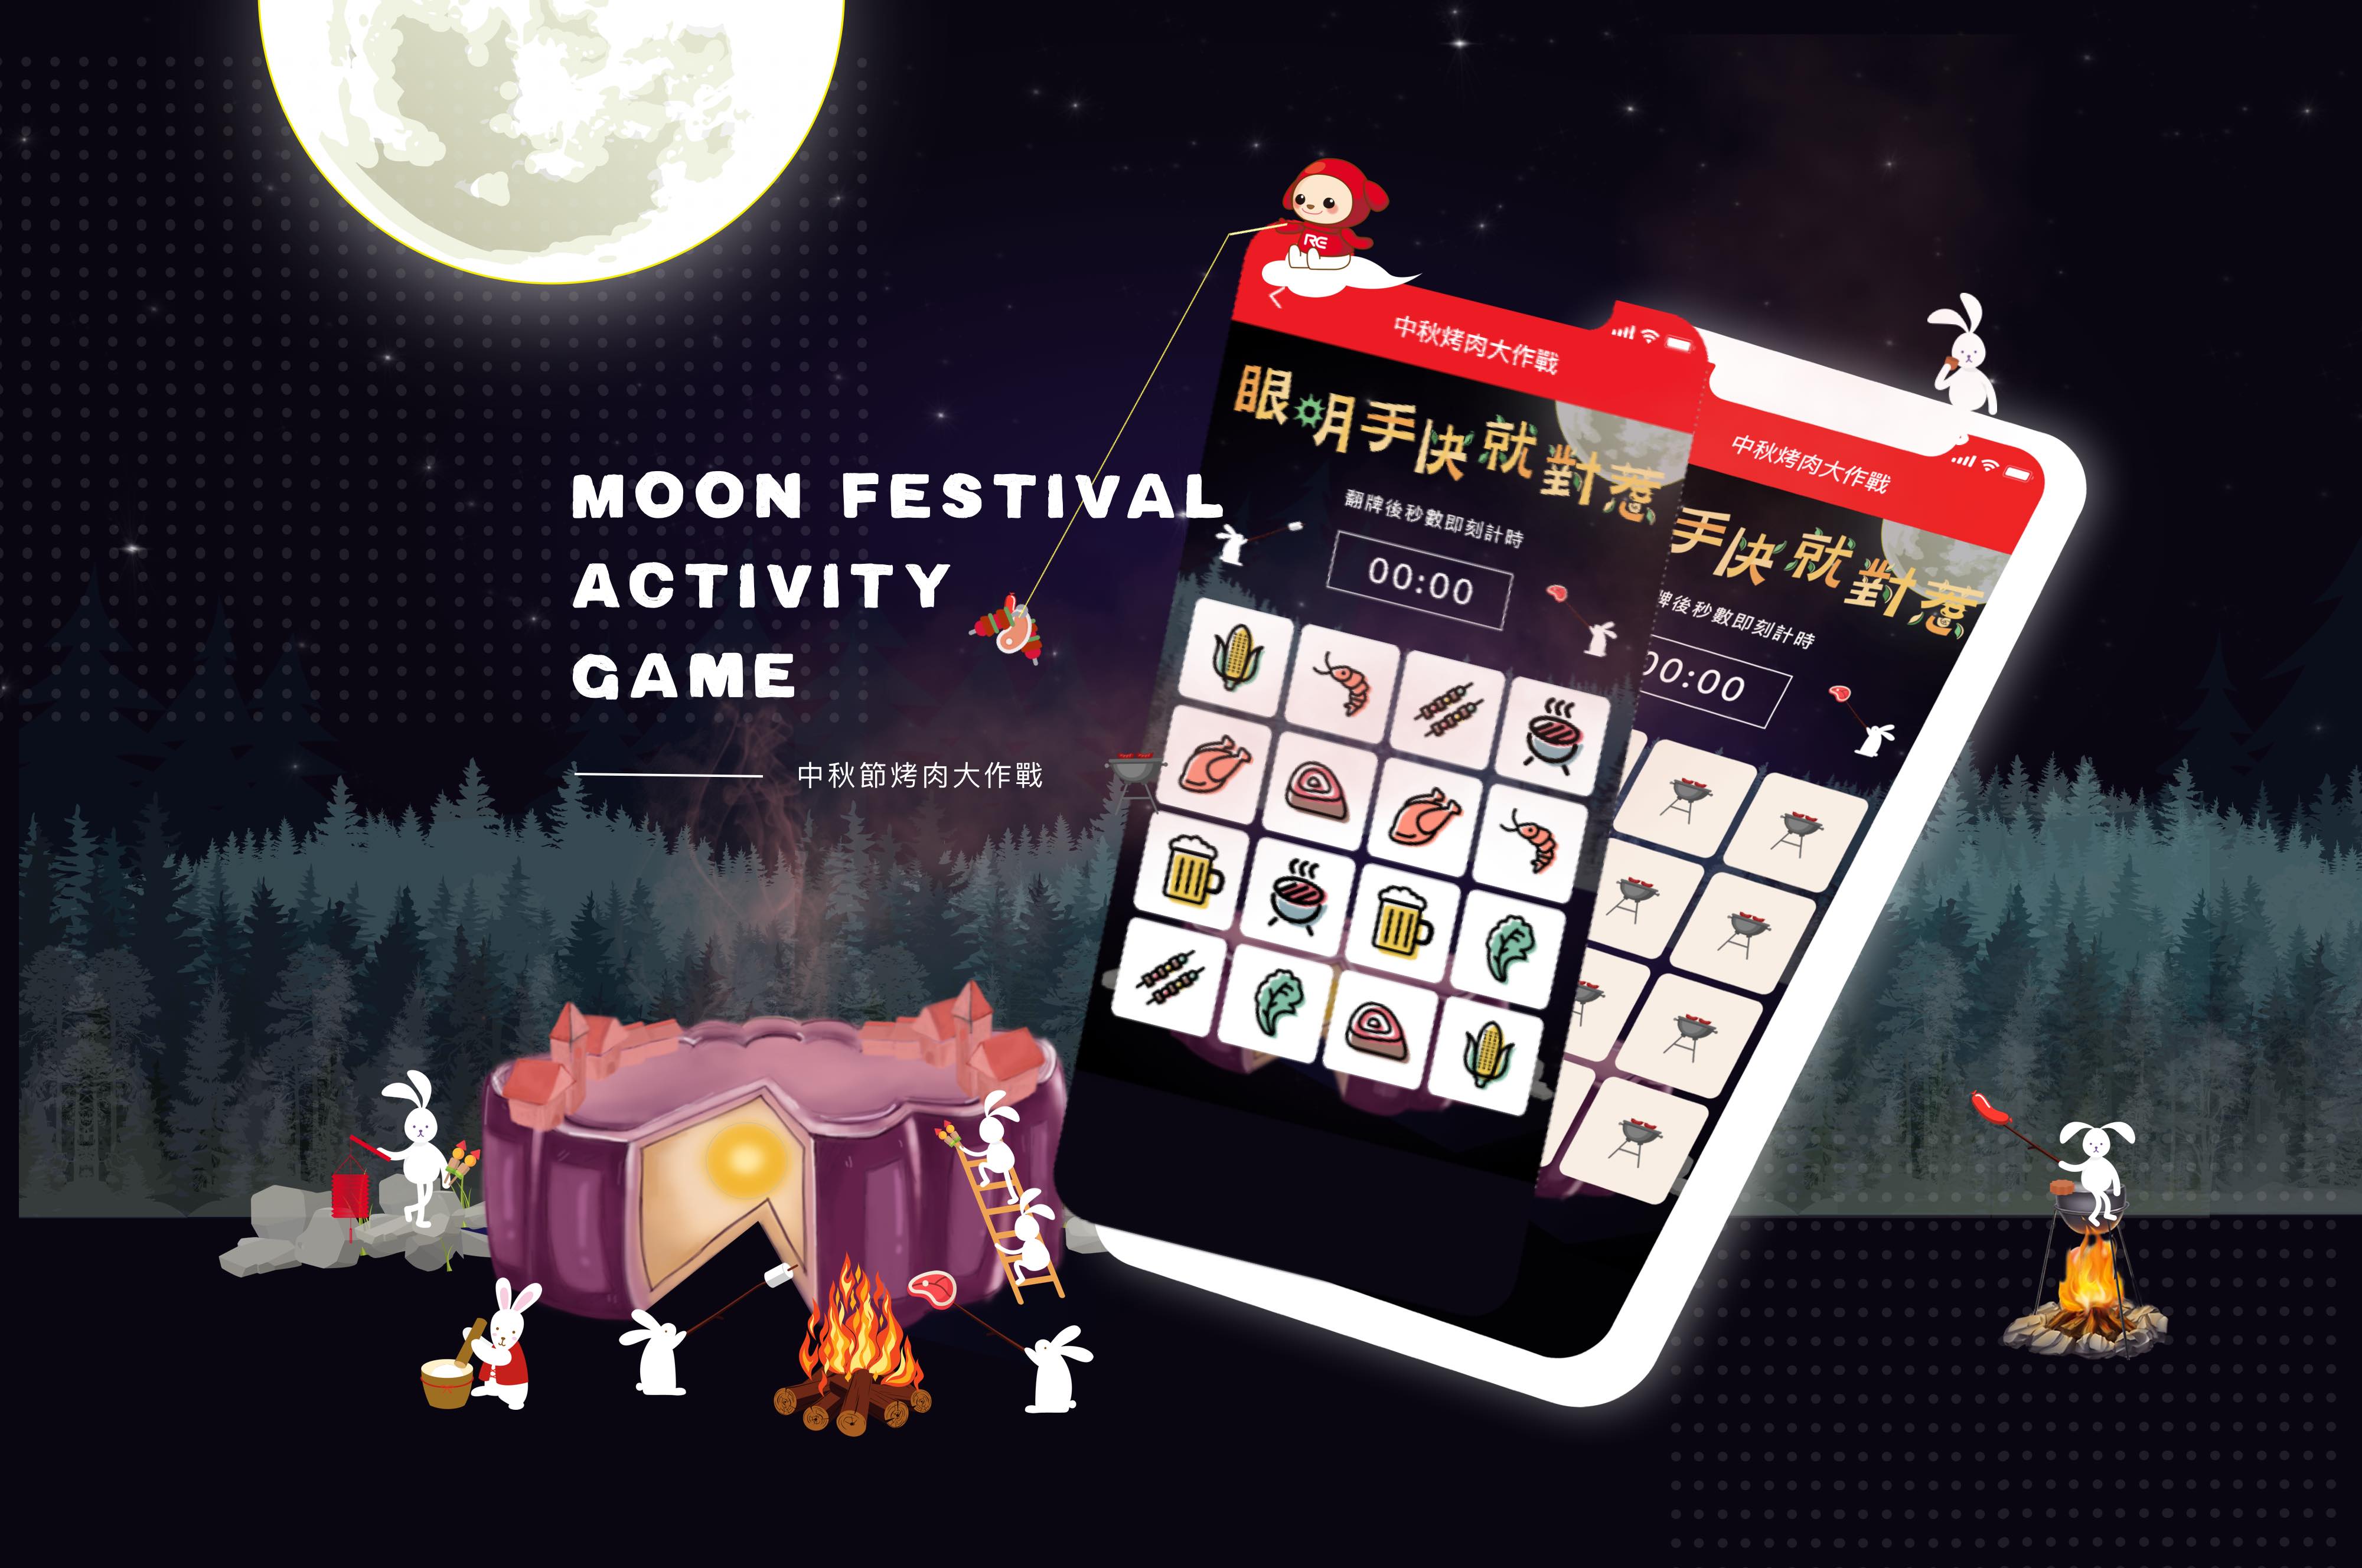 MOON FESTIVAL
ACTIVITY
GAME
中秋節烤肉大作戰
RE
中秋烤肉大作戰
眼明手快就對惹
翻牌後秒數即刻計時
00:00
中秋烤肉大作戰
手快就對惹
牌後秒數即刻計時
00:00